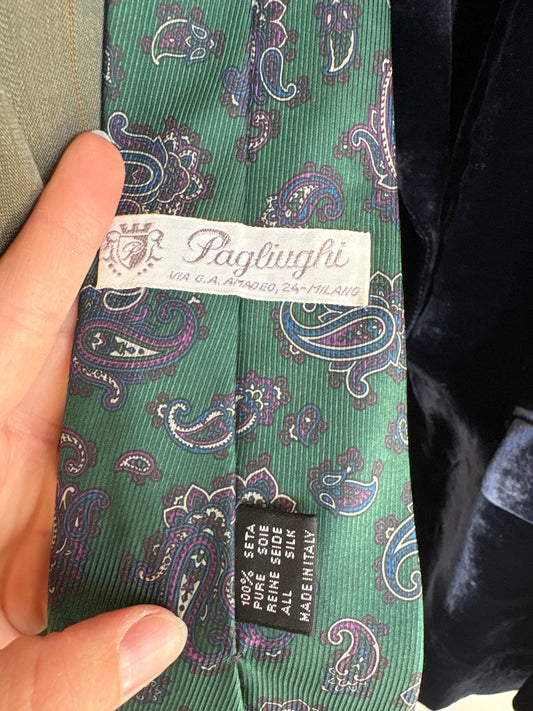 Pagliughi
VIA G.A. AMADEO, 24-MILANO
100% SETA
PURE SOIE
REINE SEIDE
ALL SILK
MADE IN ITALY